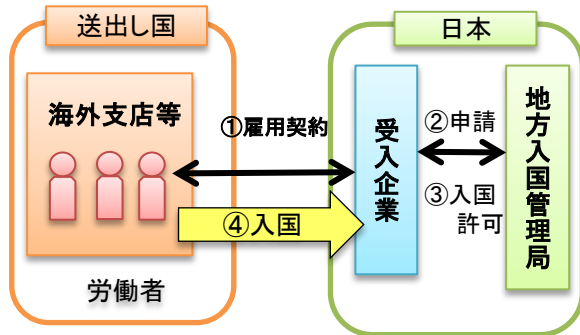 送出し国
日本
海外支店等
①雇用契約
受入企業
②申請
③入国
許可
地方入国管理局
④入国
労働者